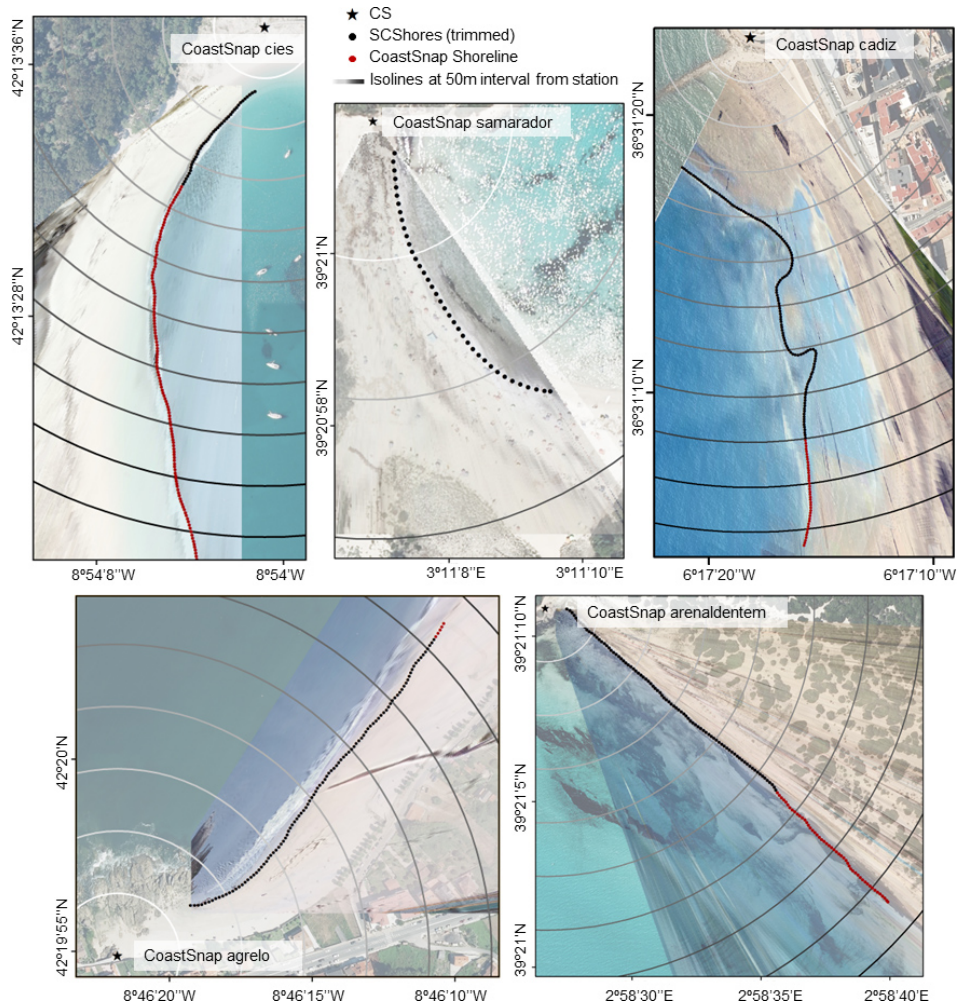 CS
SCShores (trimmed)
CoastSnap Shoreline
Isolines at 50m interval from station
CoastSnap cies
42º13'36"N
42º13'28"N
8º54'8"W
8º54'W
CoastSnap samarador
39º21'N
39º20'58"N
3º11'8"E
3º11'10"E
CoastSnap cadiz
36º31'20"N
36º31'10"N
6º17'20"W
6º17'10"W
CoastSnap agrelo
42º20'N
42º19'55"N
8º46'20"W
8º46'15"W
8º46'10"W
CoastSnap arenaldentem
39º21'10"N
39º21'5"N
39º21'N
2º58'30"E
2º58'35"E
2º58'40"E